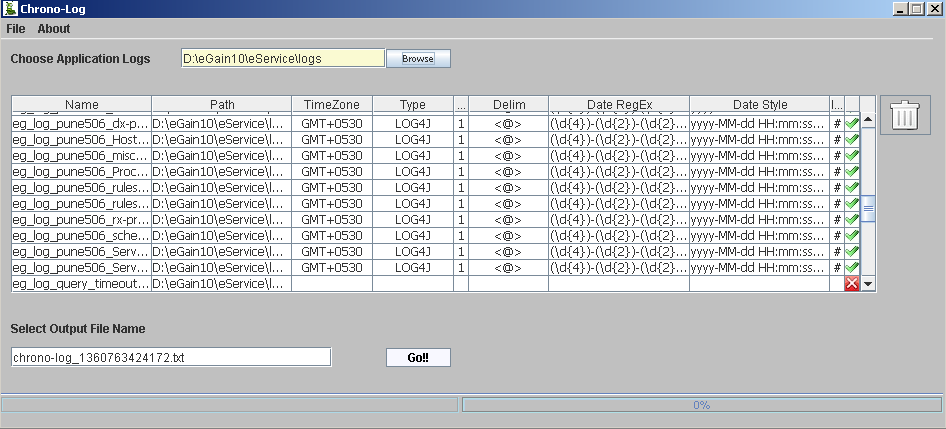 Chrono-Log
File About
Choose Application Logs D:\eGain10\eService\logs Browse
Name Path TimeZone Type ... Delim Date RegEx Date Style I...
eg_log_pune506_dx-p... D:\eGain10\eService\l... GMT+0530 LOG4J 1 <@> (\d{4})-(\d{2})-(\d{2}... yyyy-MM-dd HH:mm:ss... #
eg_log_pune506_Host... D:\eGain10\eService\l... GMT+0530 LOG4J 1 <@> (\d{4})-(\d{2})-(\d{2}... yyyy-MM-dd HH:mm:ss... #
eg_log_pune506_misc... D:\eGain10\eService\l... GMT+0530 LOG4J 1 <@> (\d{4})-(\d{2})-(\d{2}... yyyy-MM-dd HH:mm:ss... #
eg_log_pune506_Proc... D:\eGain10\eService\l... GMT+0530 LOG4J 1 <@> (\d{4})-(\d{2})-(\d{2}... yyyy-MM-dd HH:mm:ss... #
eg_log_pune506_rules... D:\eGain10\eService\l... GMT+0530 LOG4J 1 <@> (\d{4})-(\d{2})-(\d{2}... yyyy-MM-dd HH:mm:ss... #
eg_log_pune506_rules... D:\eGain10\eService\l... GMT+0530 LOG4J 1 <@> (\d{4})-(\d{2})-(\d{2}... yyyy-MM-dd HH:mm:ss... #
eg_log_pune506_rx-pr... D:\eGain10\eService\l... GMT+0530 LOG4J 1 <@> (\d{4})-(\d{2})-(\d{2}... yyyy-MM-dd HH:mm:ss... #
eg_log_pune506_sche... D:\eGain10\eService\l... GMT+0530 LOG4J 1 <@> (\d{4})-(\d{2})-(\d{2}... yyyy-MM-dd HH:mm:ss... #
eg_log_pune506_Serv... D:\eGain10\eService\l... GMT+0530 LOG4J 1 <@> (\d{4})-(\d{2})-(\d{2}... yyyy-MM-dd HH:mm:ss... #
eg_log_pune506_Serv... D:\eGain10\eService\l... GMT+0530 LOG4J 1 <@> (\d{4})-(\d{2})-(\d{2}... yyyy-MM-dd HH:mm:ss... #
eg_log_query_timeout... D:\eGain10\eService\l...
Select Output File Name
chrono-log_1360763424172.txt Go!!
0%